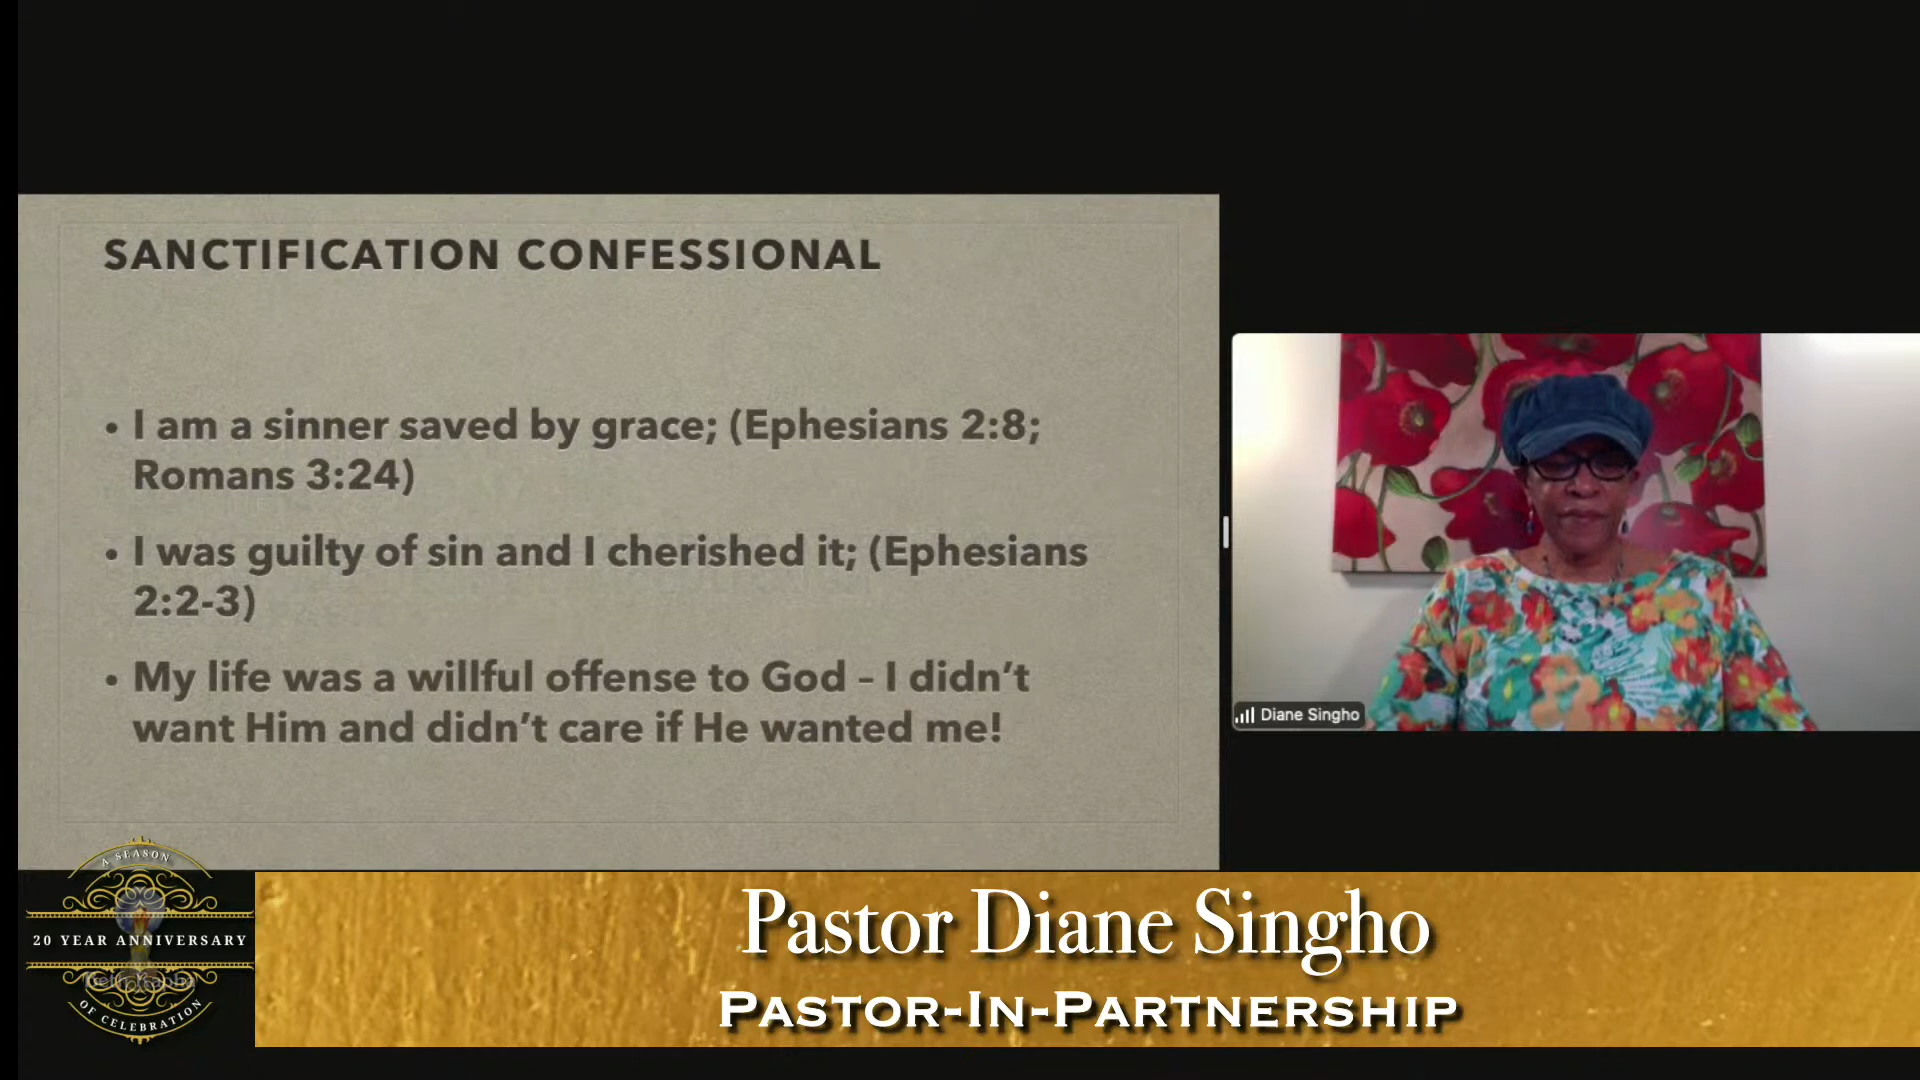 SANCTIFICATION CONFESSIONAL
• I am a sinner saved by grace; (Ephesians 2:8;
Romans 3:24)
• I was guilty of sin and I cherished it; (Ephesians
2:2-3)
• My life was a willful offense to God – I didn’t
want Him and didn’t care if He wanted me!
Diane Singho
A SEASON
20 YEAR ANNIVERSARY
OF CELEBRATION
Pastor Diane Singho
PASTOR-IN-PARTNERSHIP